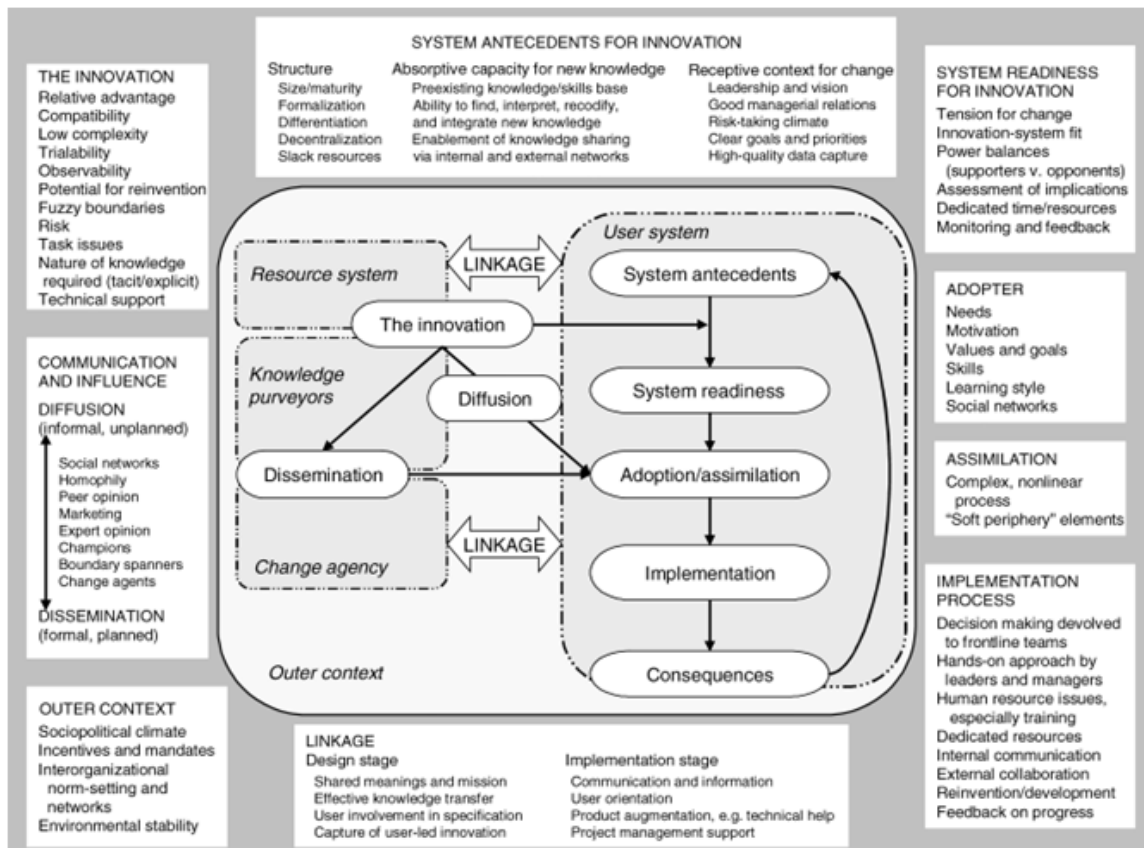 SYSTEM ANTECEDENTS FOR INNOVATION
Structure
Size/maturity
Formalization
Differentiation
Decentralization
Slack resources
Absorptive capacity for new knowledge
Preexisting knowledge/skills base
Ability to find, interpret, recodify,
and integrate new knowledge
Enablement of knowledge sharing
via internal and external networks
Receptive context for change
Leadership and vision
Good managerial relations
Risk-taking climate
Clear goals and priorities
High-quality data capture
THE INNOVATION
Relative advantage
Compatibility
Low complexity
Trialability
Observability
Potential for reinvention
Fuzzy boundaries
Risk
Task issues
Nature of knowledge
required (tacit/explicit)
Technical support
COMMUNICATION
AND INFLUENCE
DIFFUSION
(informal, unplanned)
Social networks
Homophily
Peer opinion
Marketing
Expert opinion
Champions
Boundary spanners
Change agents
DISSEMINATION
(formal, planned)
OUTER CONTEXT
Sociopolitical climate
Incentives and mandates
Interorganizational
norm-setting and
networks
Environmental stability
Resource system
LINKAGE
The innovation
Knowledge
purveyors
Diffusion
Dissemination
LINKAGE
Change agency
Outer context
User system
System antecedents
System readiness
Adoption/assimilation
Implementation
Consequences
SYSTEM READINESS
FOR INNOVATION
Tension for change
Innovation-system fit
Power balances
(supporters v. opponents)
Assessment of implications
Dedicated time/resources
Monitoring and feedback
ADOPTER
Needs
Motivation
Values and goals
Skills
Learning style
Social networks
ASSIMILATION
Complex, nonlinear
process
“Soft periphery” elements
IMPLEMENTATION
PROCESS
Decision making devolved
to frontline teams
Hands-on approach by
leaders and managers
Human resource issues,
especially training
Dedicated resources
Internal communication
External collaboration
Reinvention/development
Feedback on progress
LINKAGE
Design stage
Shared meanings and mission
Effective knowledge transfer
User involvement in specification
Capture of user-led innovation
Implementation stage
Communication and information
User orientation
Product augmentation, e.g. technical help
Project management support